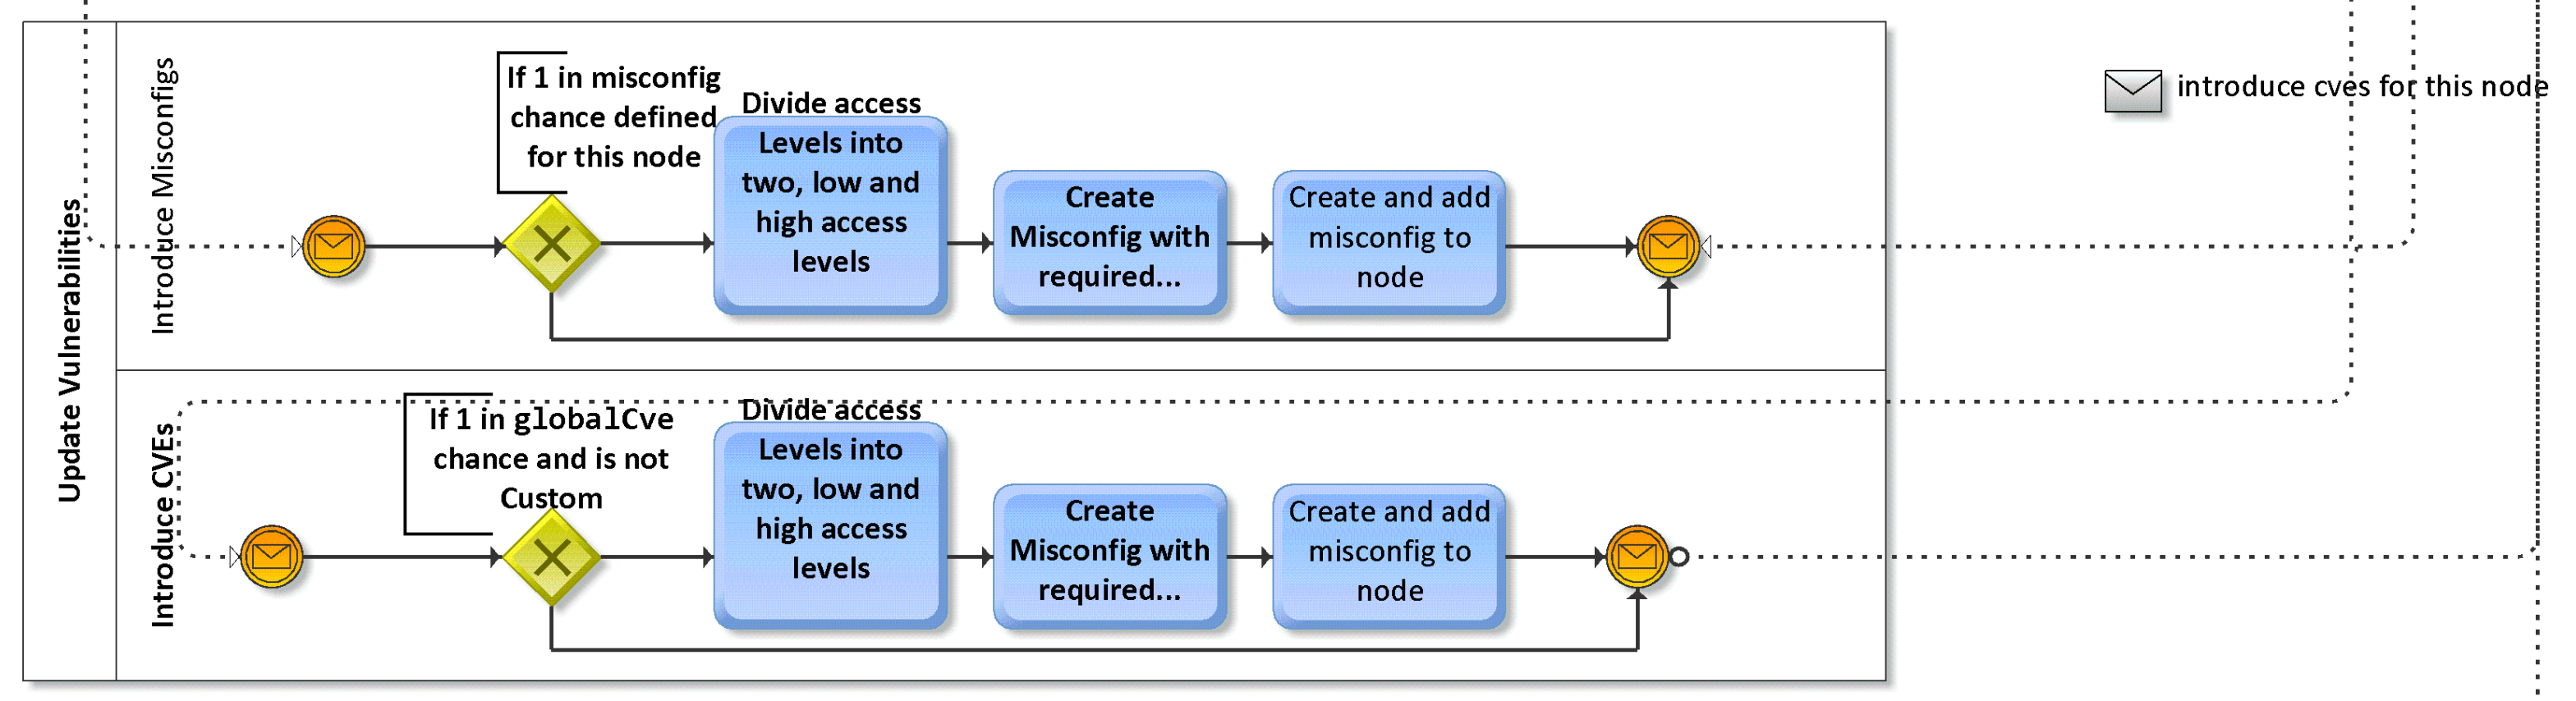 Update Vulnerabilities
Introduce Misconfigs
If 1 in misconfig
chance defined
for this node
Divide access
Levels into
two, low and
high access
levels
Create
Misconfig with
required...
Create and add
misconfig to
node
introduce cves for this node
Introduce CVEs
If 1 in globalCve
chance and is not
Custom
Divide access
Levels into
two, low and
high access
levels
Create
Misconfig with
required...
Create and add
misconfig to
node